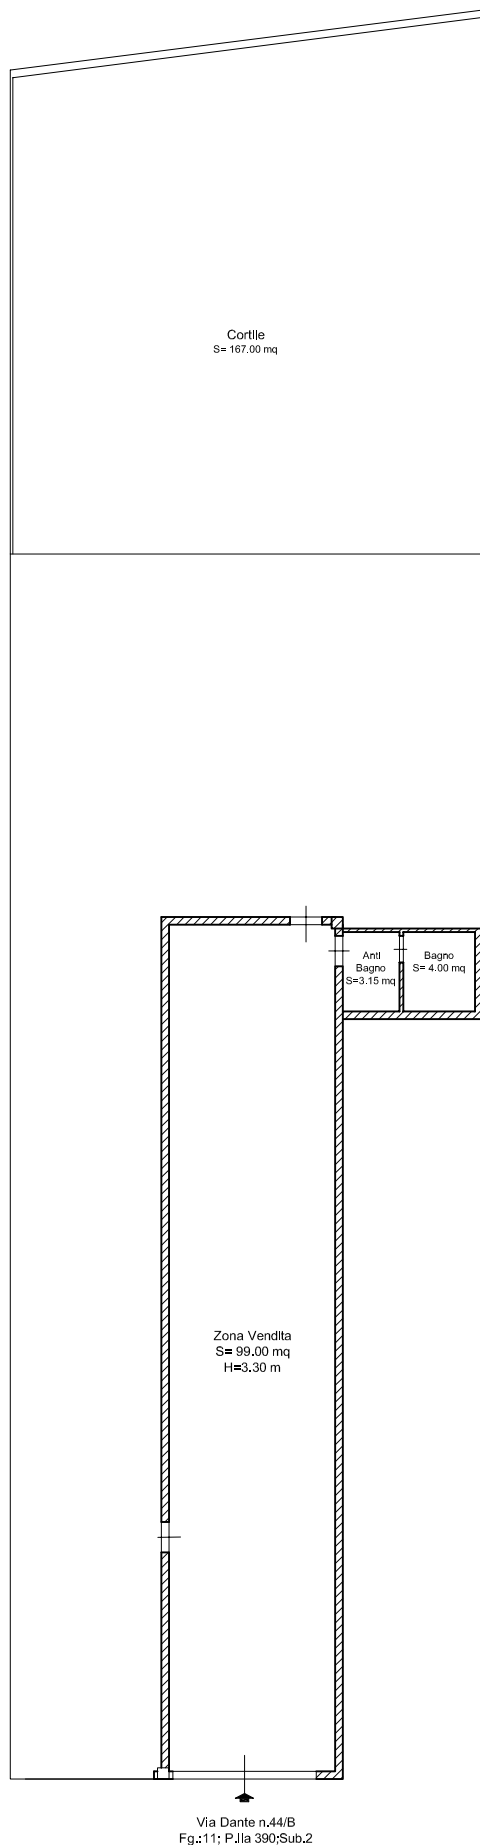 Cortile
S= 167.00 mq
Anti
Bagno
S=3.15 mq
Bagno
S= 4.00 mq
Zona Vendita
S= 99.00 mq
H=3.30 m
Via Dante n.44/B
Fg.:11; P.lla 390;Sub.2